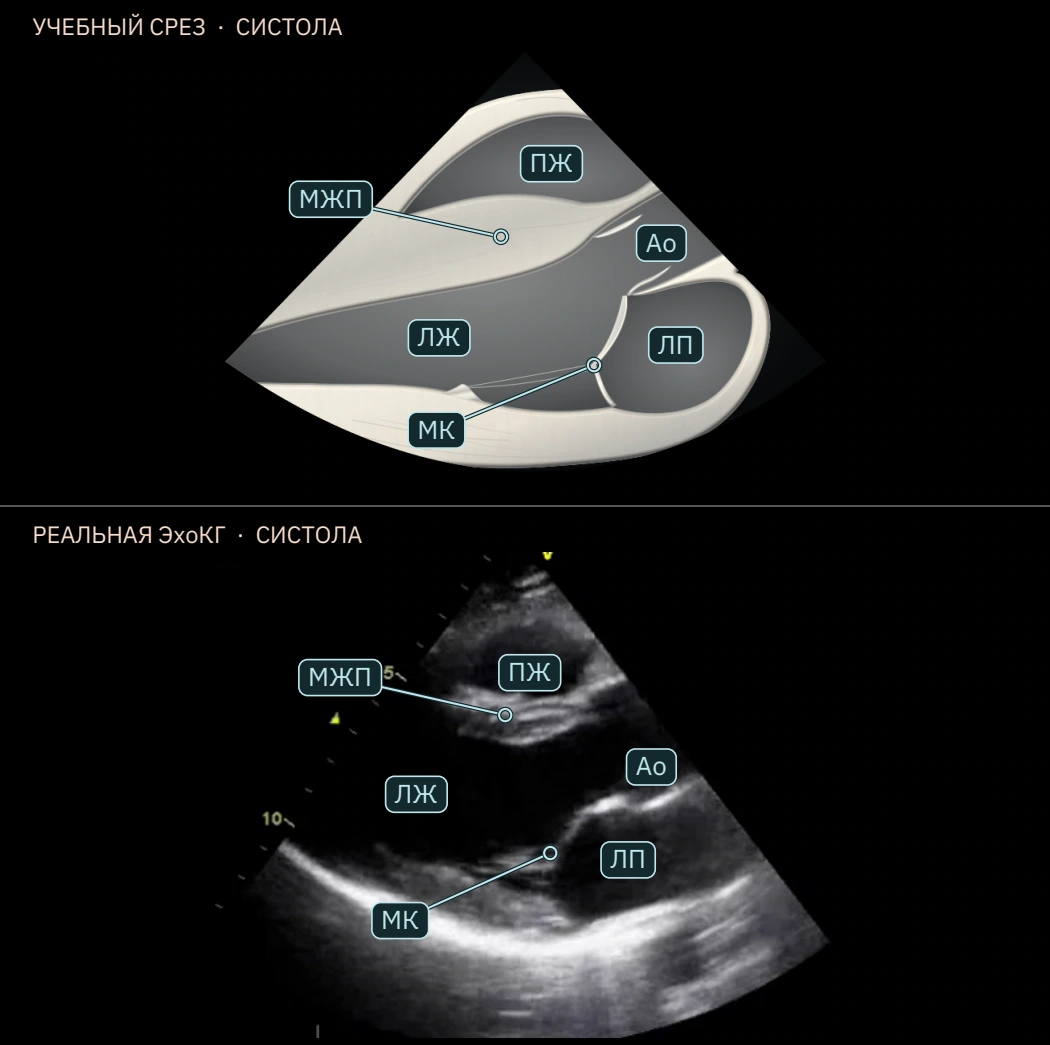 УЧЕБНЫЙ СРЕЗ · СИСТОЛА
ПЖ
МЖП
Ао
ЛЖ
ЛП
МК
РЕАЛЬНАЯ ЭхоКГ · СИСТОЛА
V
МЖП
5
ПЖ
Ао
ЛЖ
10
ЛП
МК